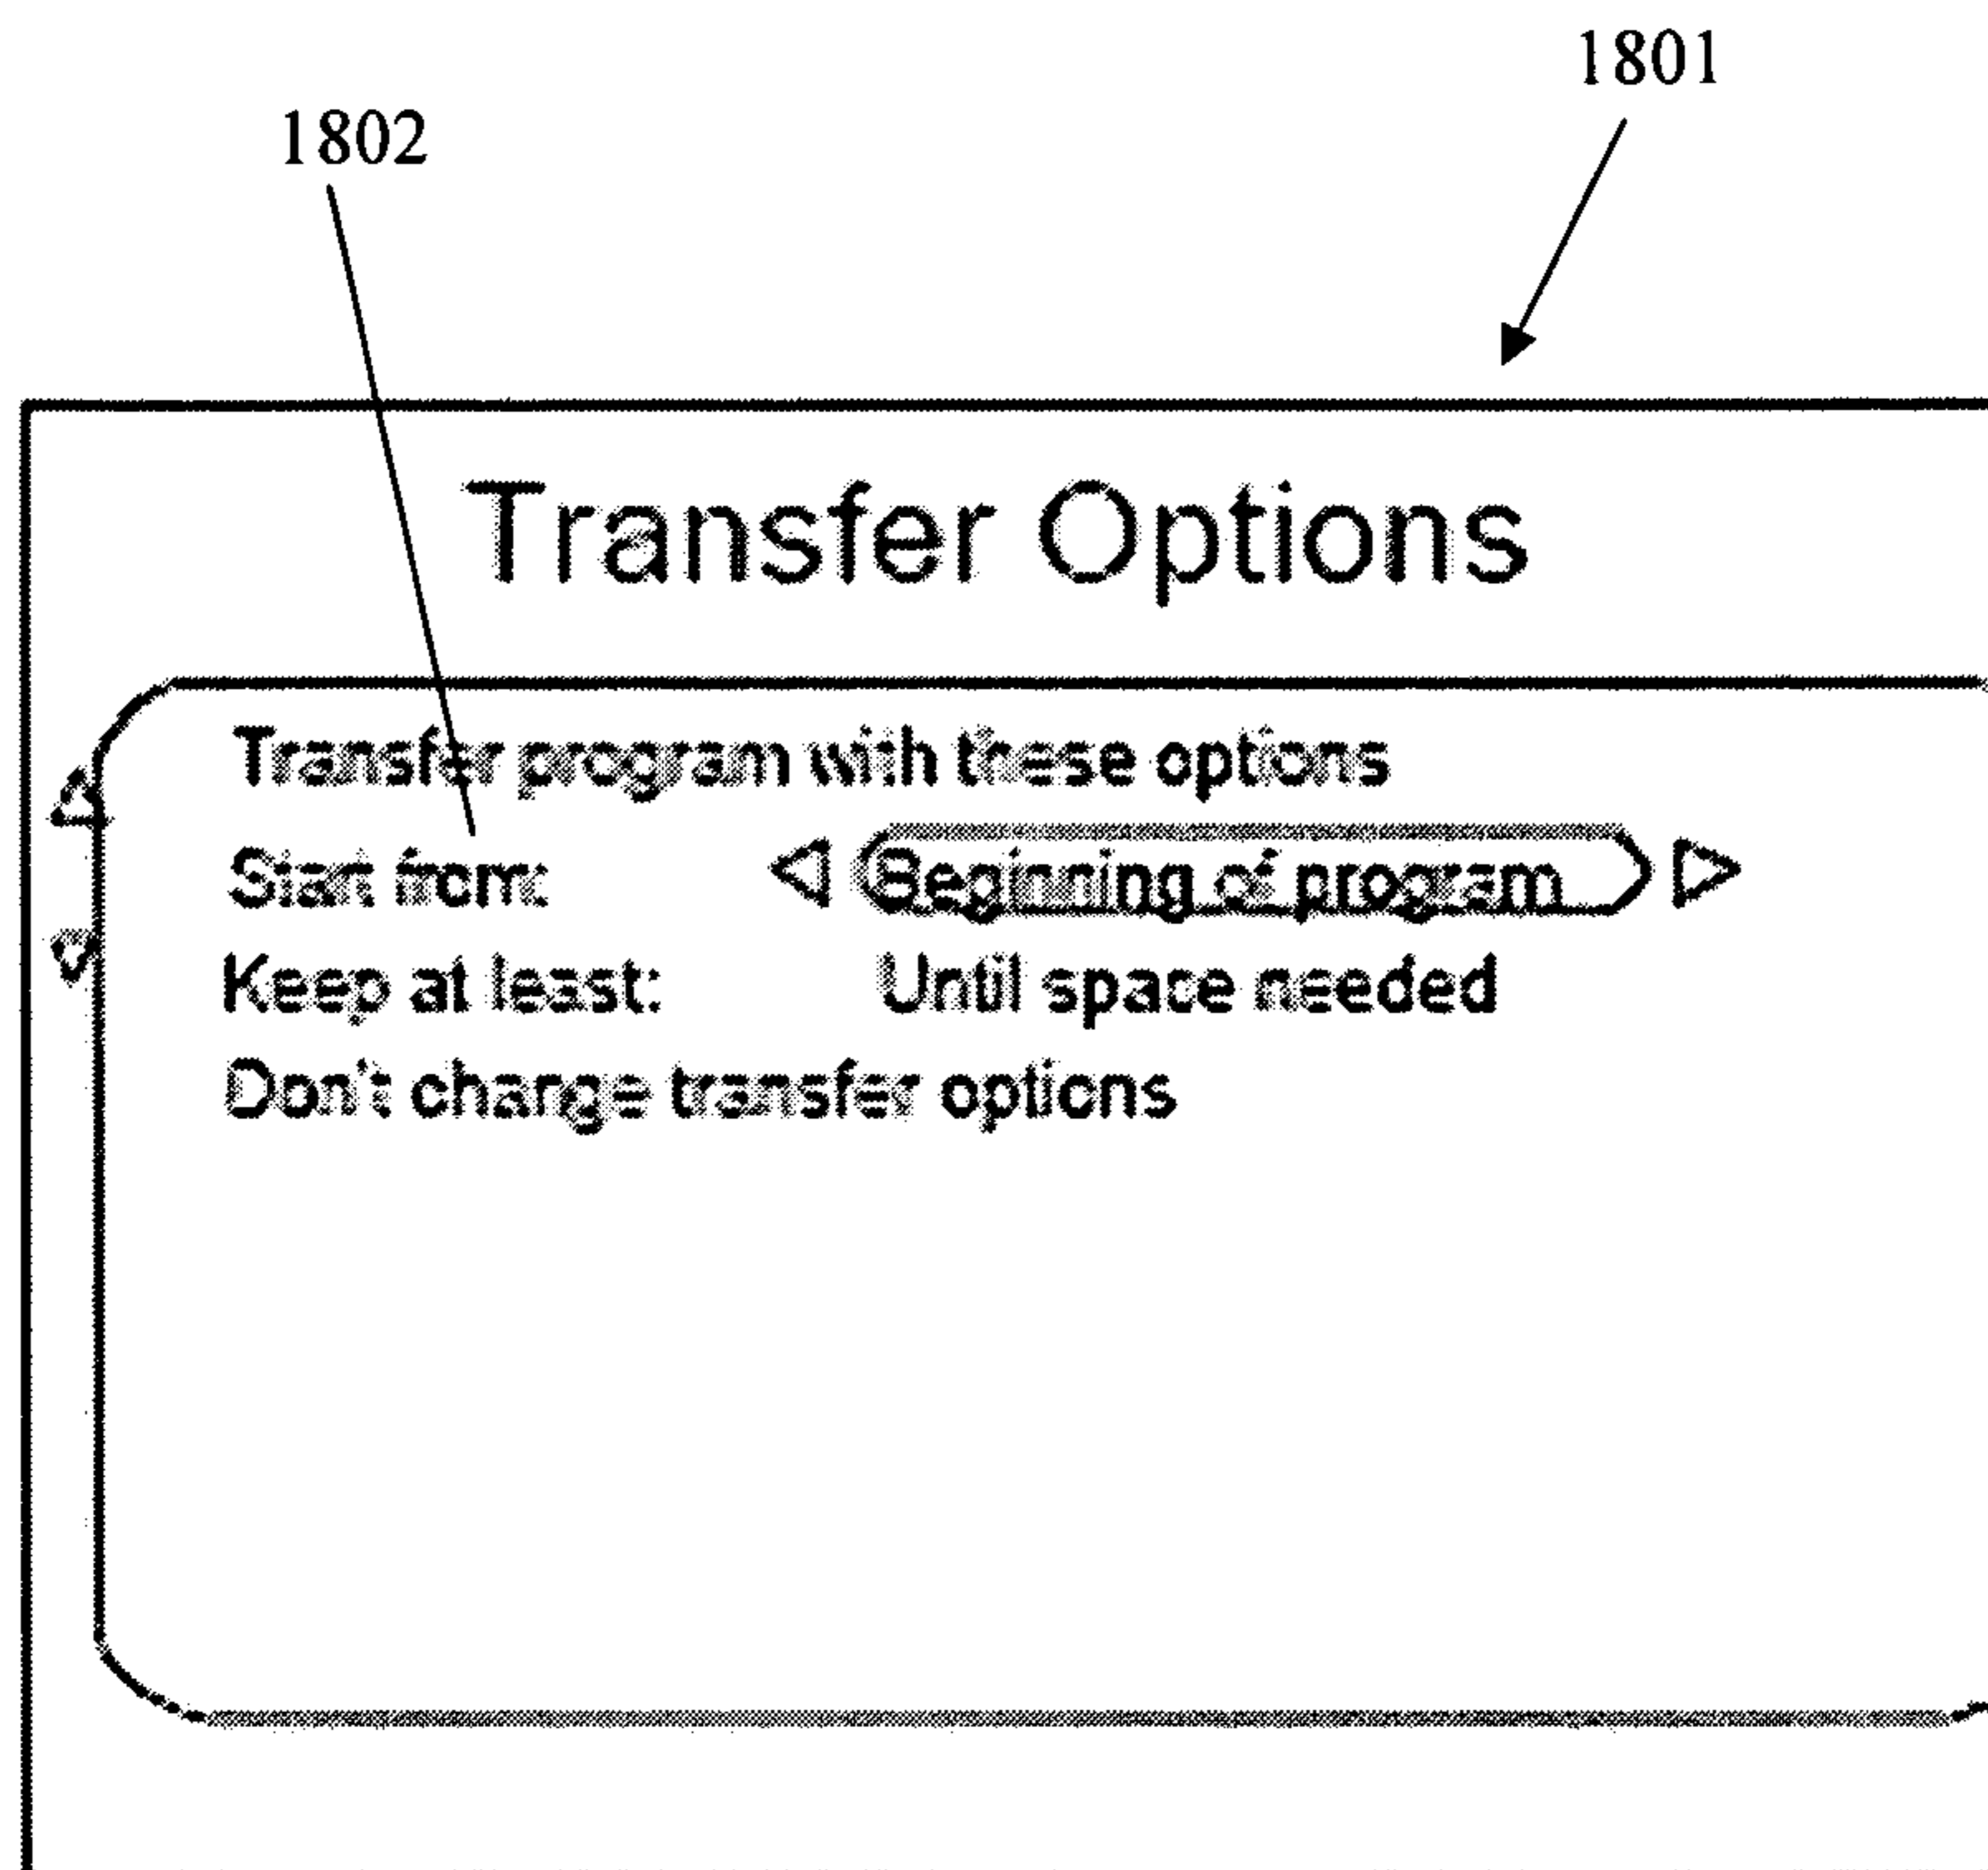 1801
1802
Transfer Options
Transfer program with these options
Start from: Beginning of program
Keep at least: Until space needed
Don't change transfer options